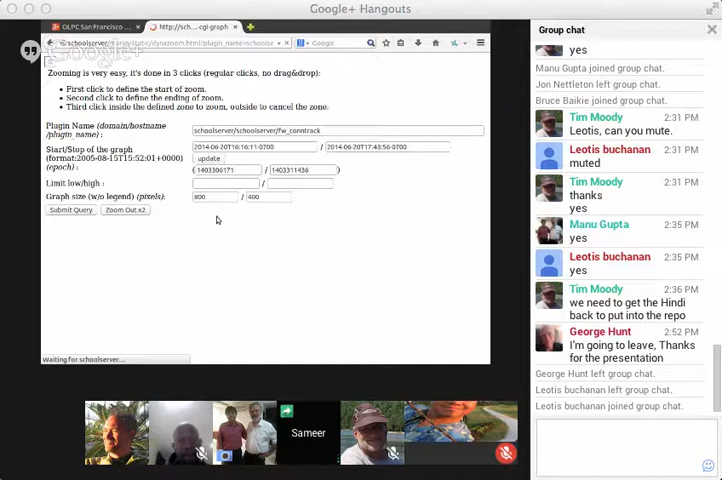 Google+ Hangouts
OLPC San Francisco ...
http://sch...-cgi-graph
Google+
Google
Zooming is very easy, it's done in 3 clicks (regular clicks, no drag&drop):
First click to define the start of zoom.
Second click to define the ending of zoom.
Third click inside the defined zone to zoom, outside to cancel the zone.
Plugin Name (domain/hostname
/plugin_name) :
schoolserver/schoolserver/fw_conntrack
Start/Stop of the graph
(format:2005-08-15T15:52:01+0000)
(epoch) :
2014-06-20T16:16:11-0700 / 2014-06-20T17:43:56-0700
update
( 1403306171 / 1403311436 )
Limit low/high : /
Graph size (w/o legend) (pixels) : 800 / 400
Submit Query Zoom Out x2
Waiting for schoolserver...
Sameer
Group chat
yes
Manu Gupta joined group chat.
Jon Nettleton left group chat.
Bruce Baikie joined group chat.
Tim Moody 2:31 PM
Leotis, can you mute.
Leotis buchanan 2:31 PM
muted
Tim Moody 2:31 PM
thanks
yes
Manu Gupta 2:35 PM
yes
Leotis buchanan 2:35 PM
yes
Tim Moody 2:36 PM
we need to get the Hindi
back to put into the repo
George Hunt 2:52 PM
I'm going to leave, Thanks
for the presentation
George Hunt left group chat.
Leotis buchanan left group chat.
Leotis buchanan joined group chat.